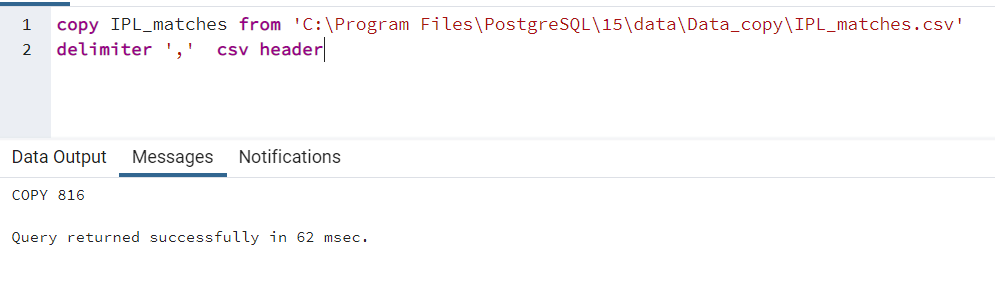 1 copy IPL_matches from 'C:\Program Files\PostgreSQL\15\data\Data_copy\IPL_matches.csv'
2 delimiter ','  csv header
Data Output Messages Notifications
COPY 816
Query returned successfully in 62 msec.